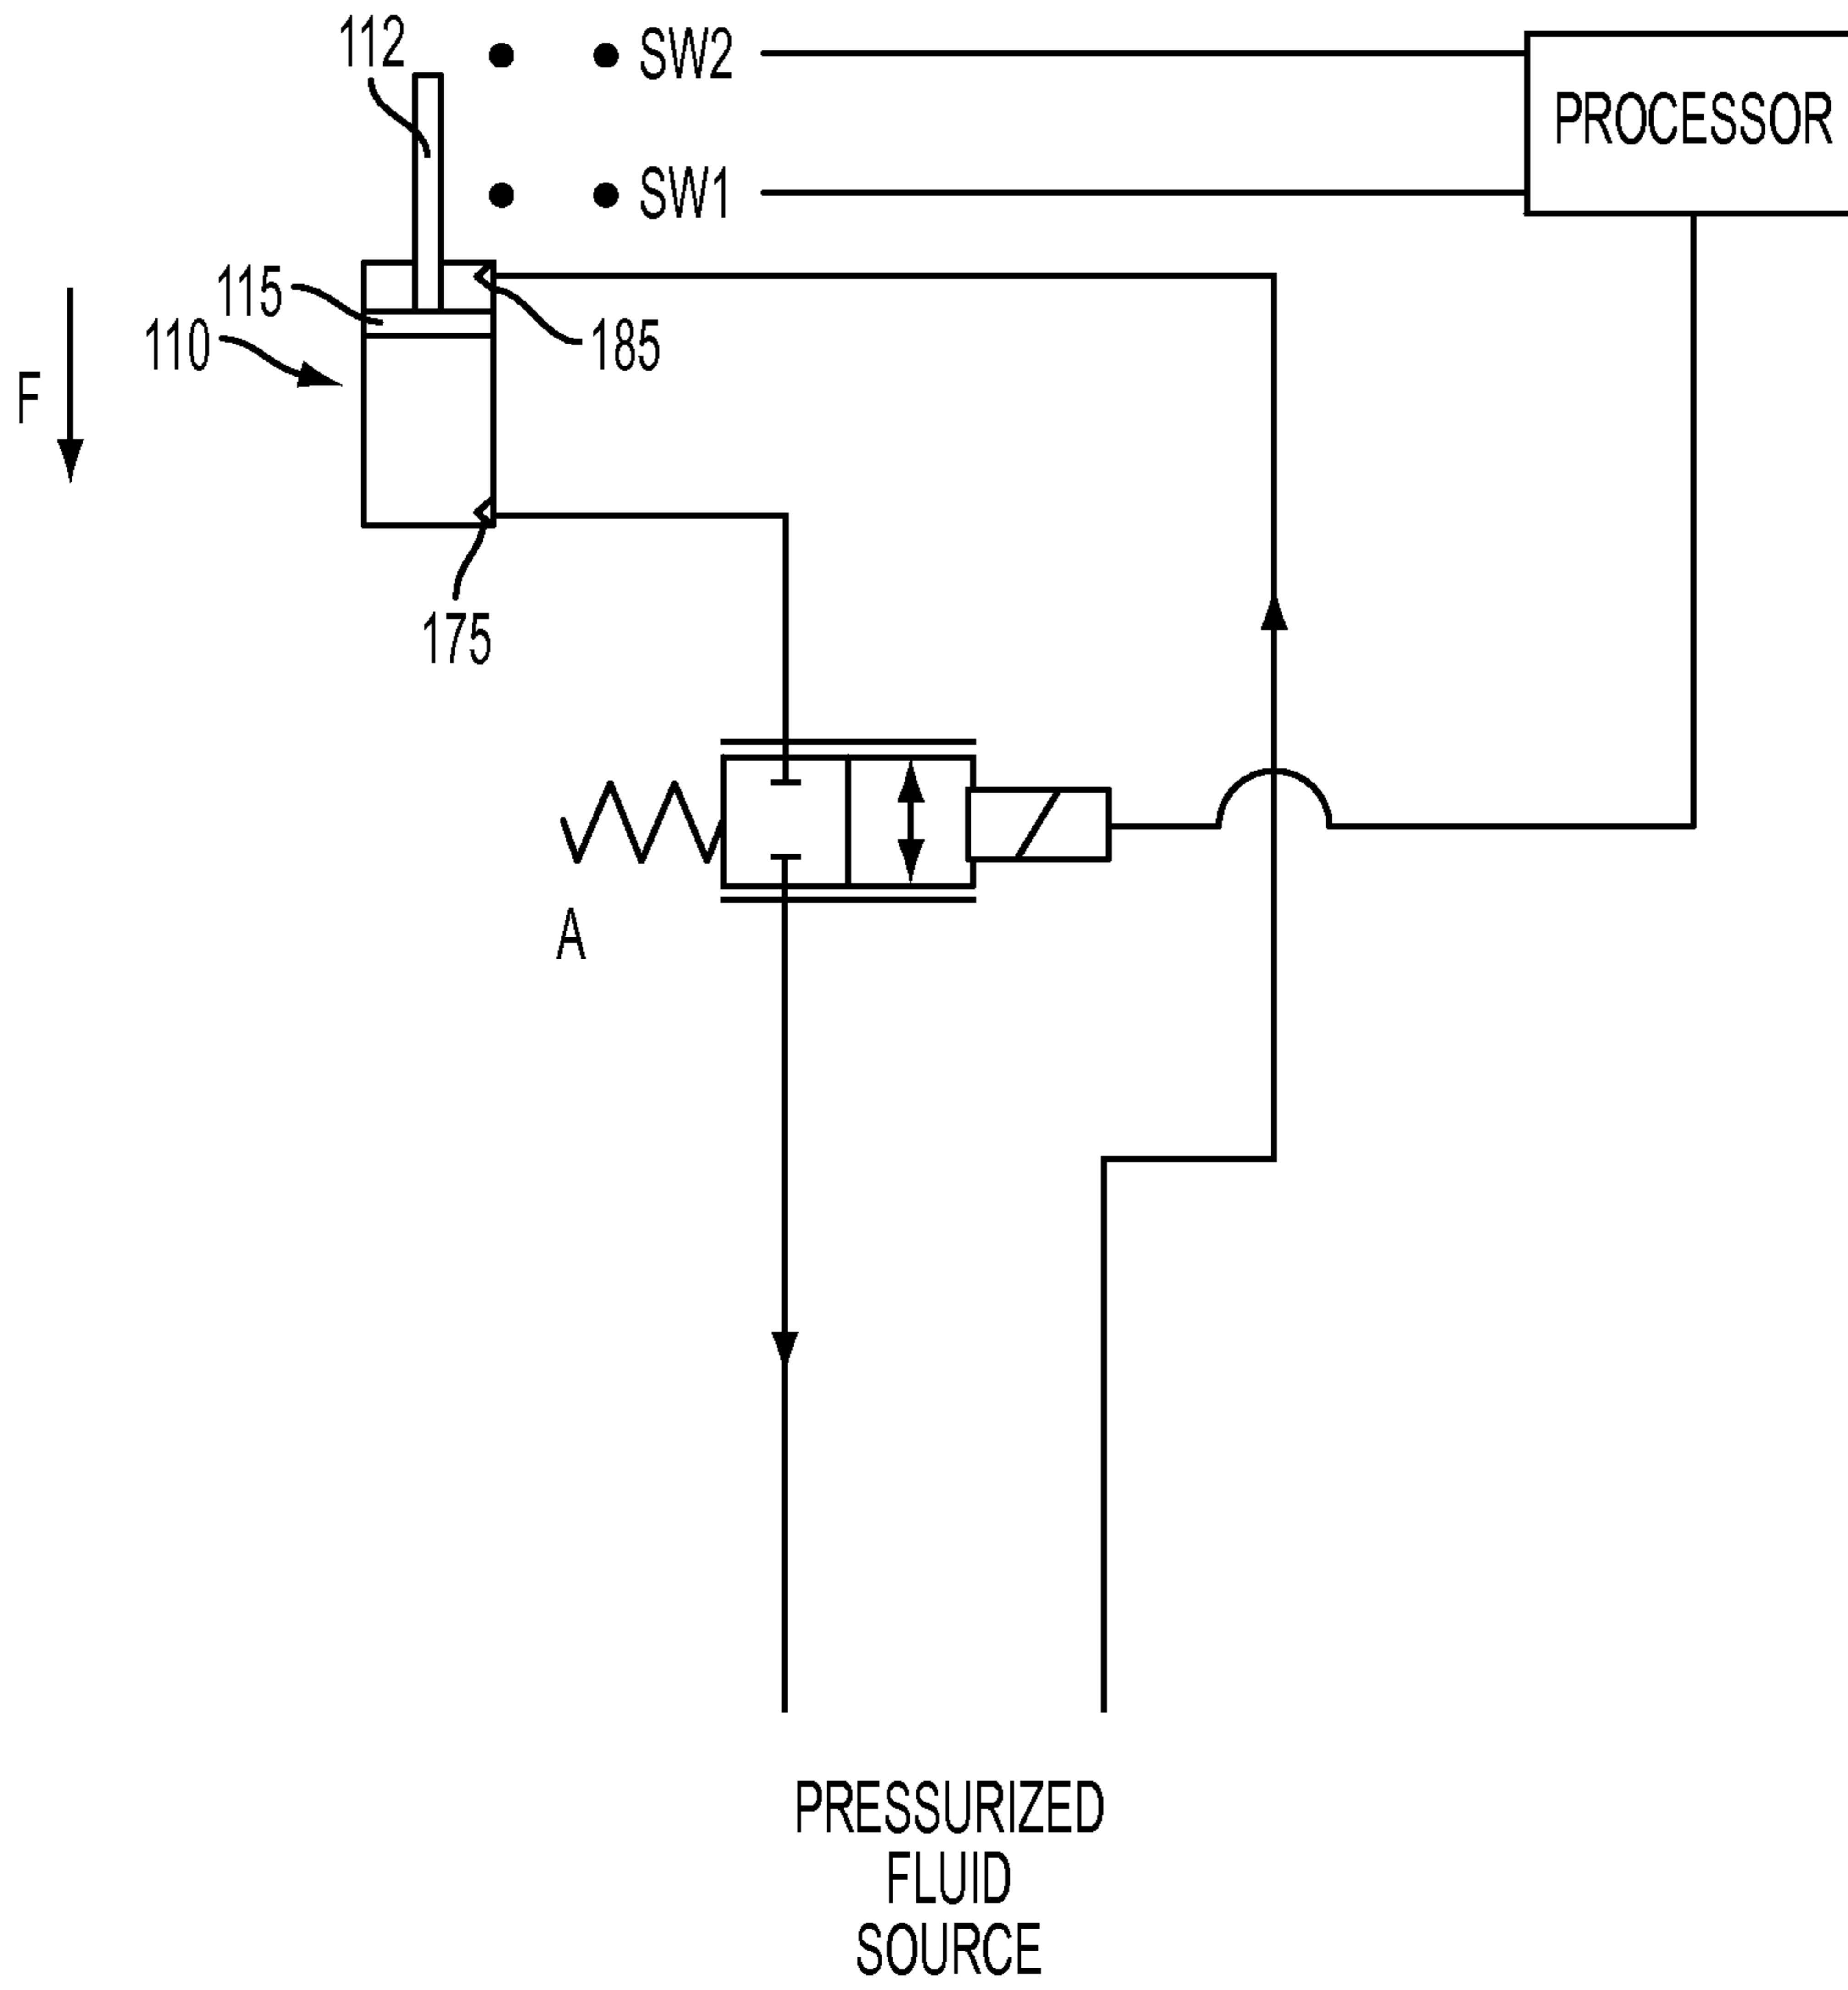 112
SW2
PROCESSOR
SW1
115
110
185
F
175
A
PRESSURIZED
FLUID
SOURCE